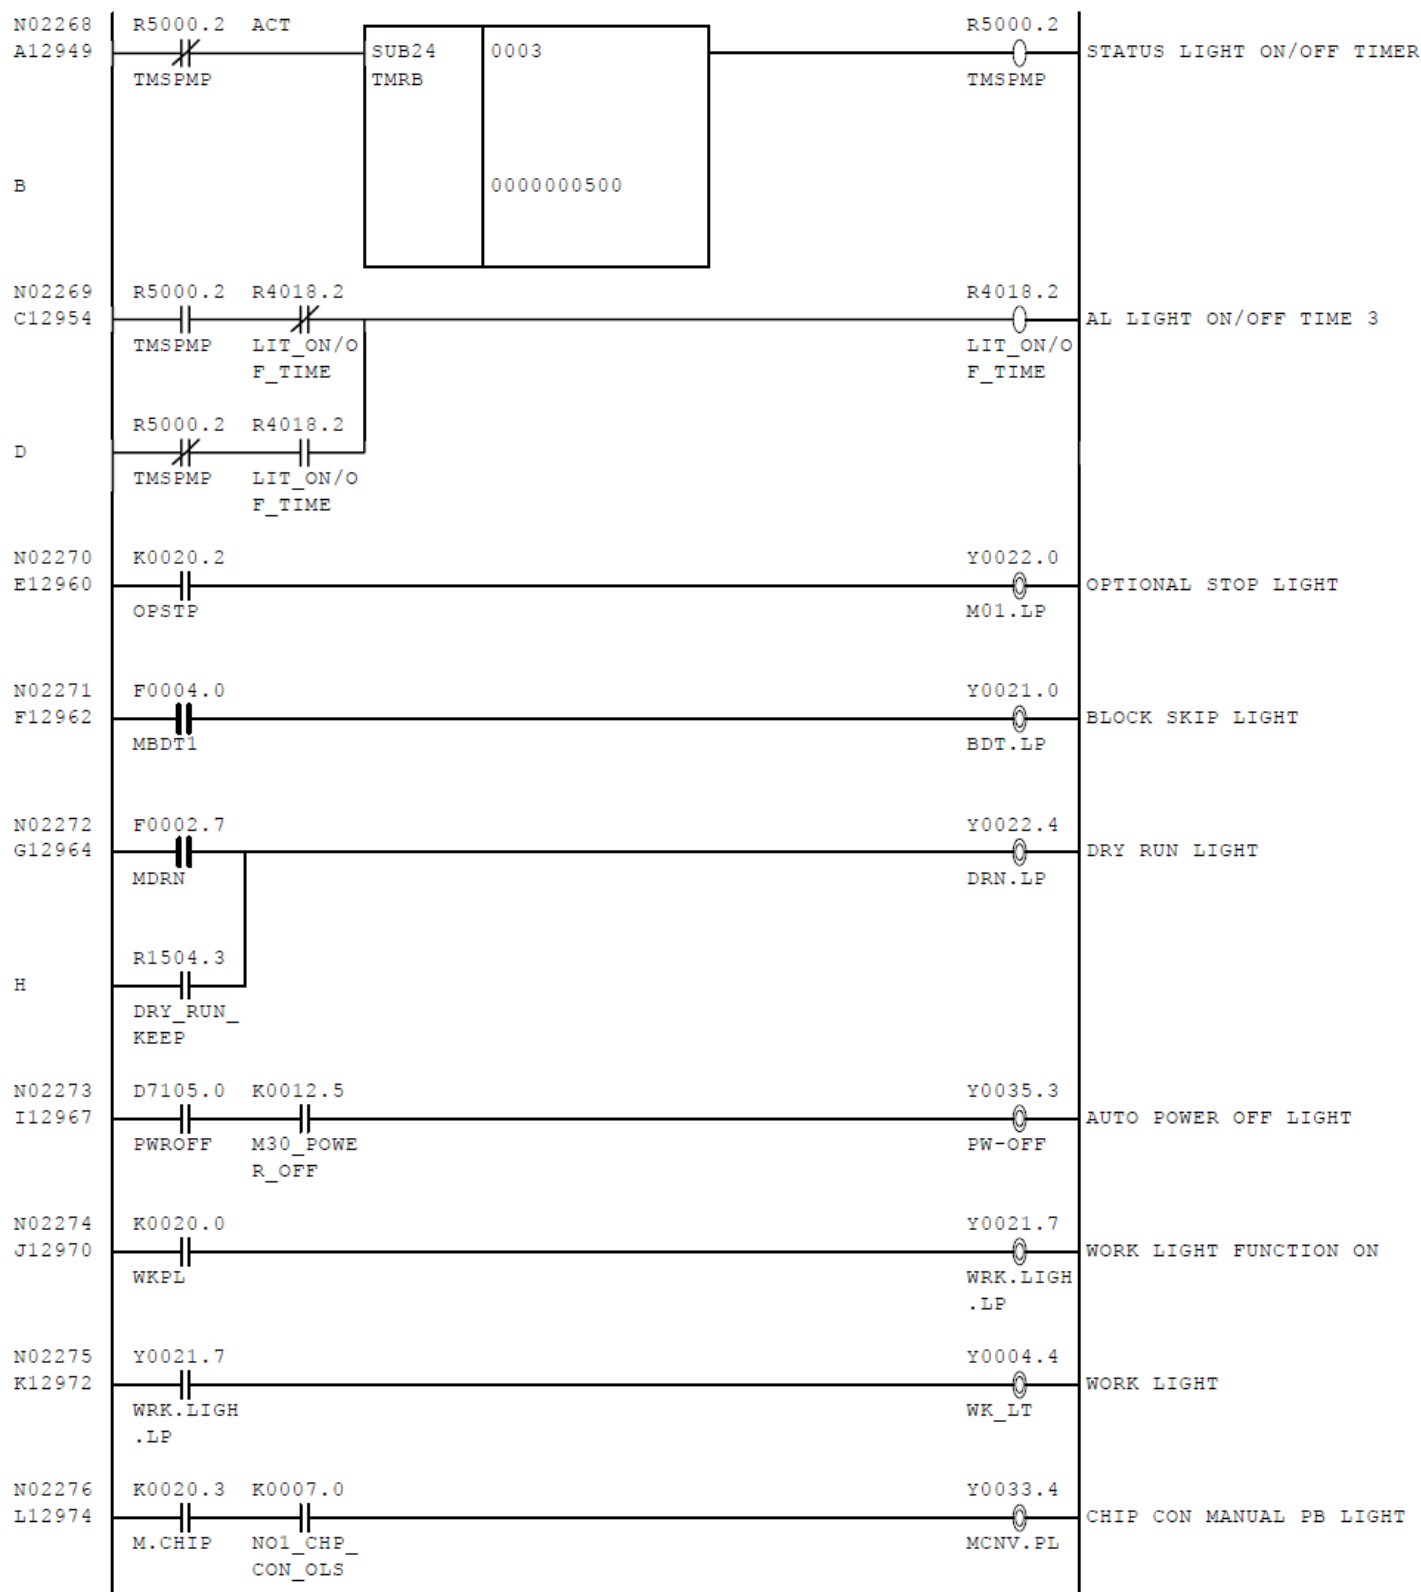 N02268 R5000.2 ACT R5000.2
A12949 SUB24 0003 STATUS LIGHT ON/OFF TIMER
TMSPMP TMRB TMSPMP
B 0000000500
N02269 R5000.2 R4018.2 R4018.2
C12954 AL LIGHT ON/OFF TIME 3
TMSPMP LIT_ON/O LIT_ON/O
F_TIME F_TIME
R5000.2 R4018.2
D
TMSPMP LIT_ON/O
F_TIME
N02270 K0020.2 Y0022.0
E12960 OPTIONAL STOP LIGHT
OPSTP M01.LP
N02271 F0004.0 Y0021.0
F12962 BLOCK SKIP LIGHT
MBDT1 BDT.LP
N02272 F0002.7 Y0022.4
G12964 DRY RUN LIGHT
MDRN DRN.LP
R1504.3
H
DRY_RUN_
KEEP
N02273 D7105.0 K0012.5 Y0035.3
I12967 AUTO POWER OFF LIGHT
PWROFF M30_POWE PW-OFF
R_OFF
N02274 K0020.0 Y0021.7
J12970 WORK LIGHT FUNCTION ON
WKPL WRK.LIGH
.LP
N02275 Y0021.7 Y0004.4
K12972 WORK LIGHT
WRK.LIGH WK_LT
.LP
N02276 K0020.3 K0007.0 Y0033.4
L12974 CHIP CON MANUAL PB LIGHT
M.CHIP NO1_CHP_ MCNV.PL
CON_OLS